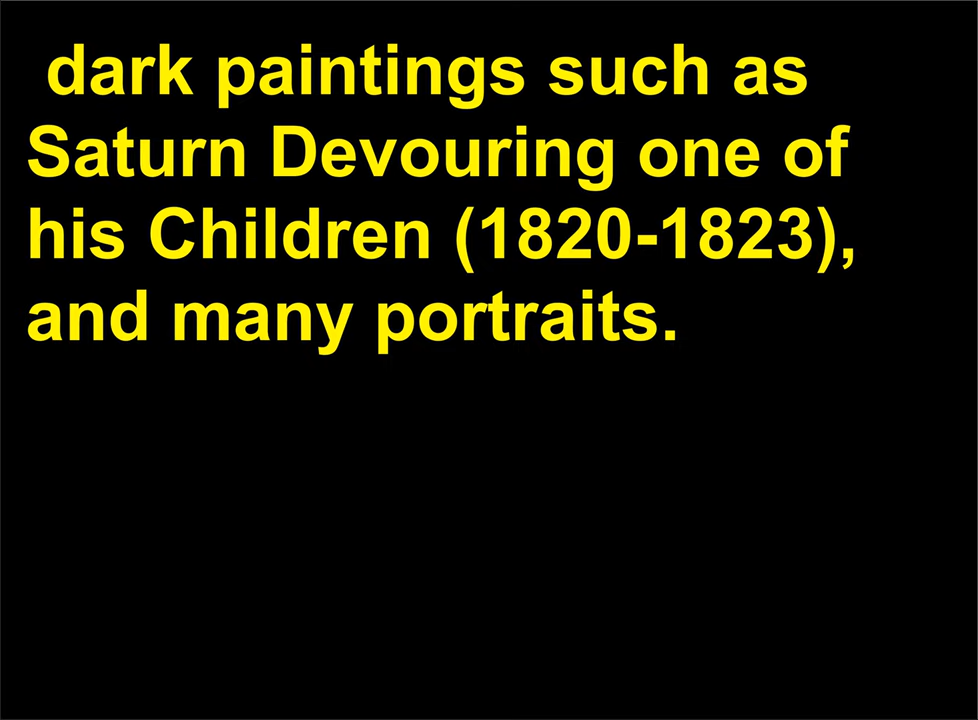 dark paintings such as
Saturn Devouring one of
his Children (1820-1823),
and many portraits.